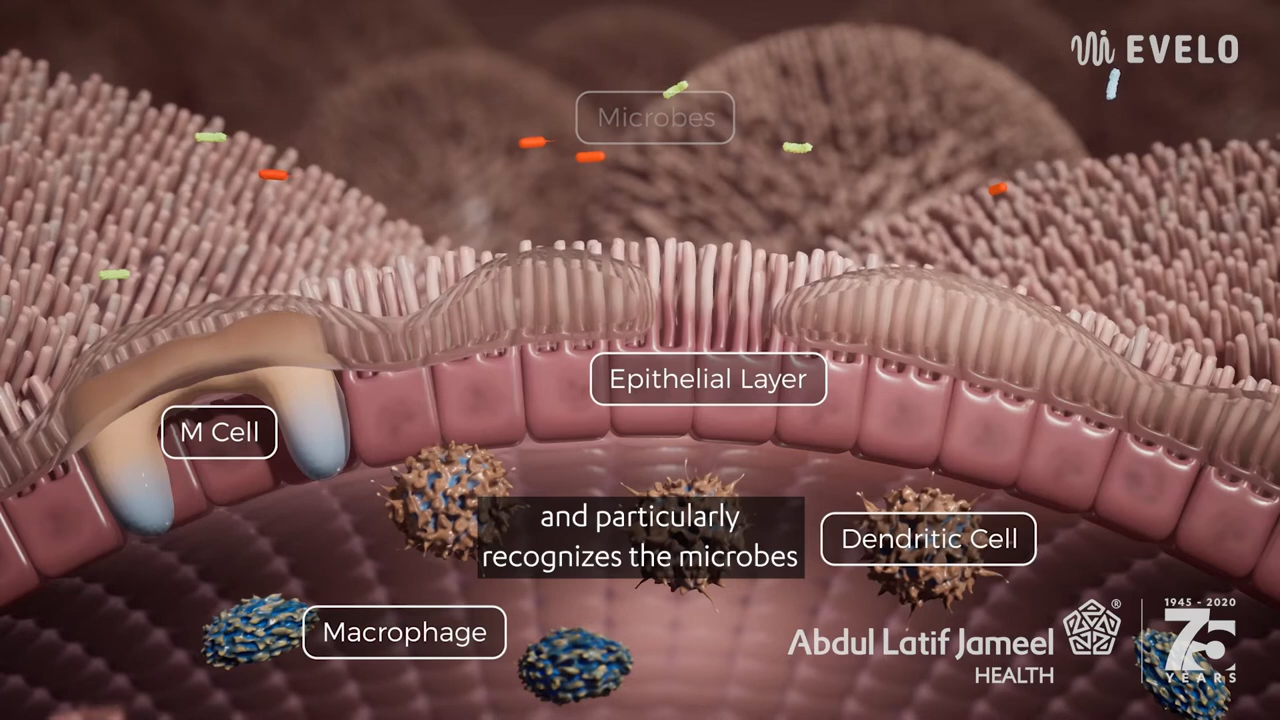 EVELO
Microbes
Epithelial Layer
M Cell
and particularly
recognizes the microbes
Dendritic Cell
Macrophage
Abdul Latif Jameel
HEALTH
®
1945 - 2020
75
YEARS